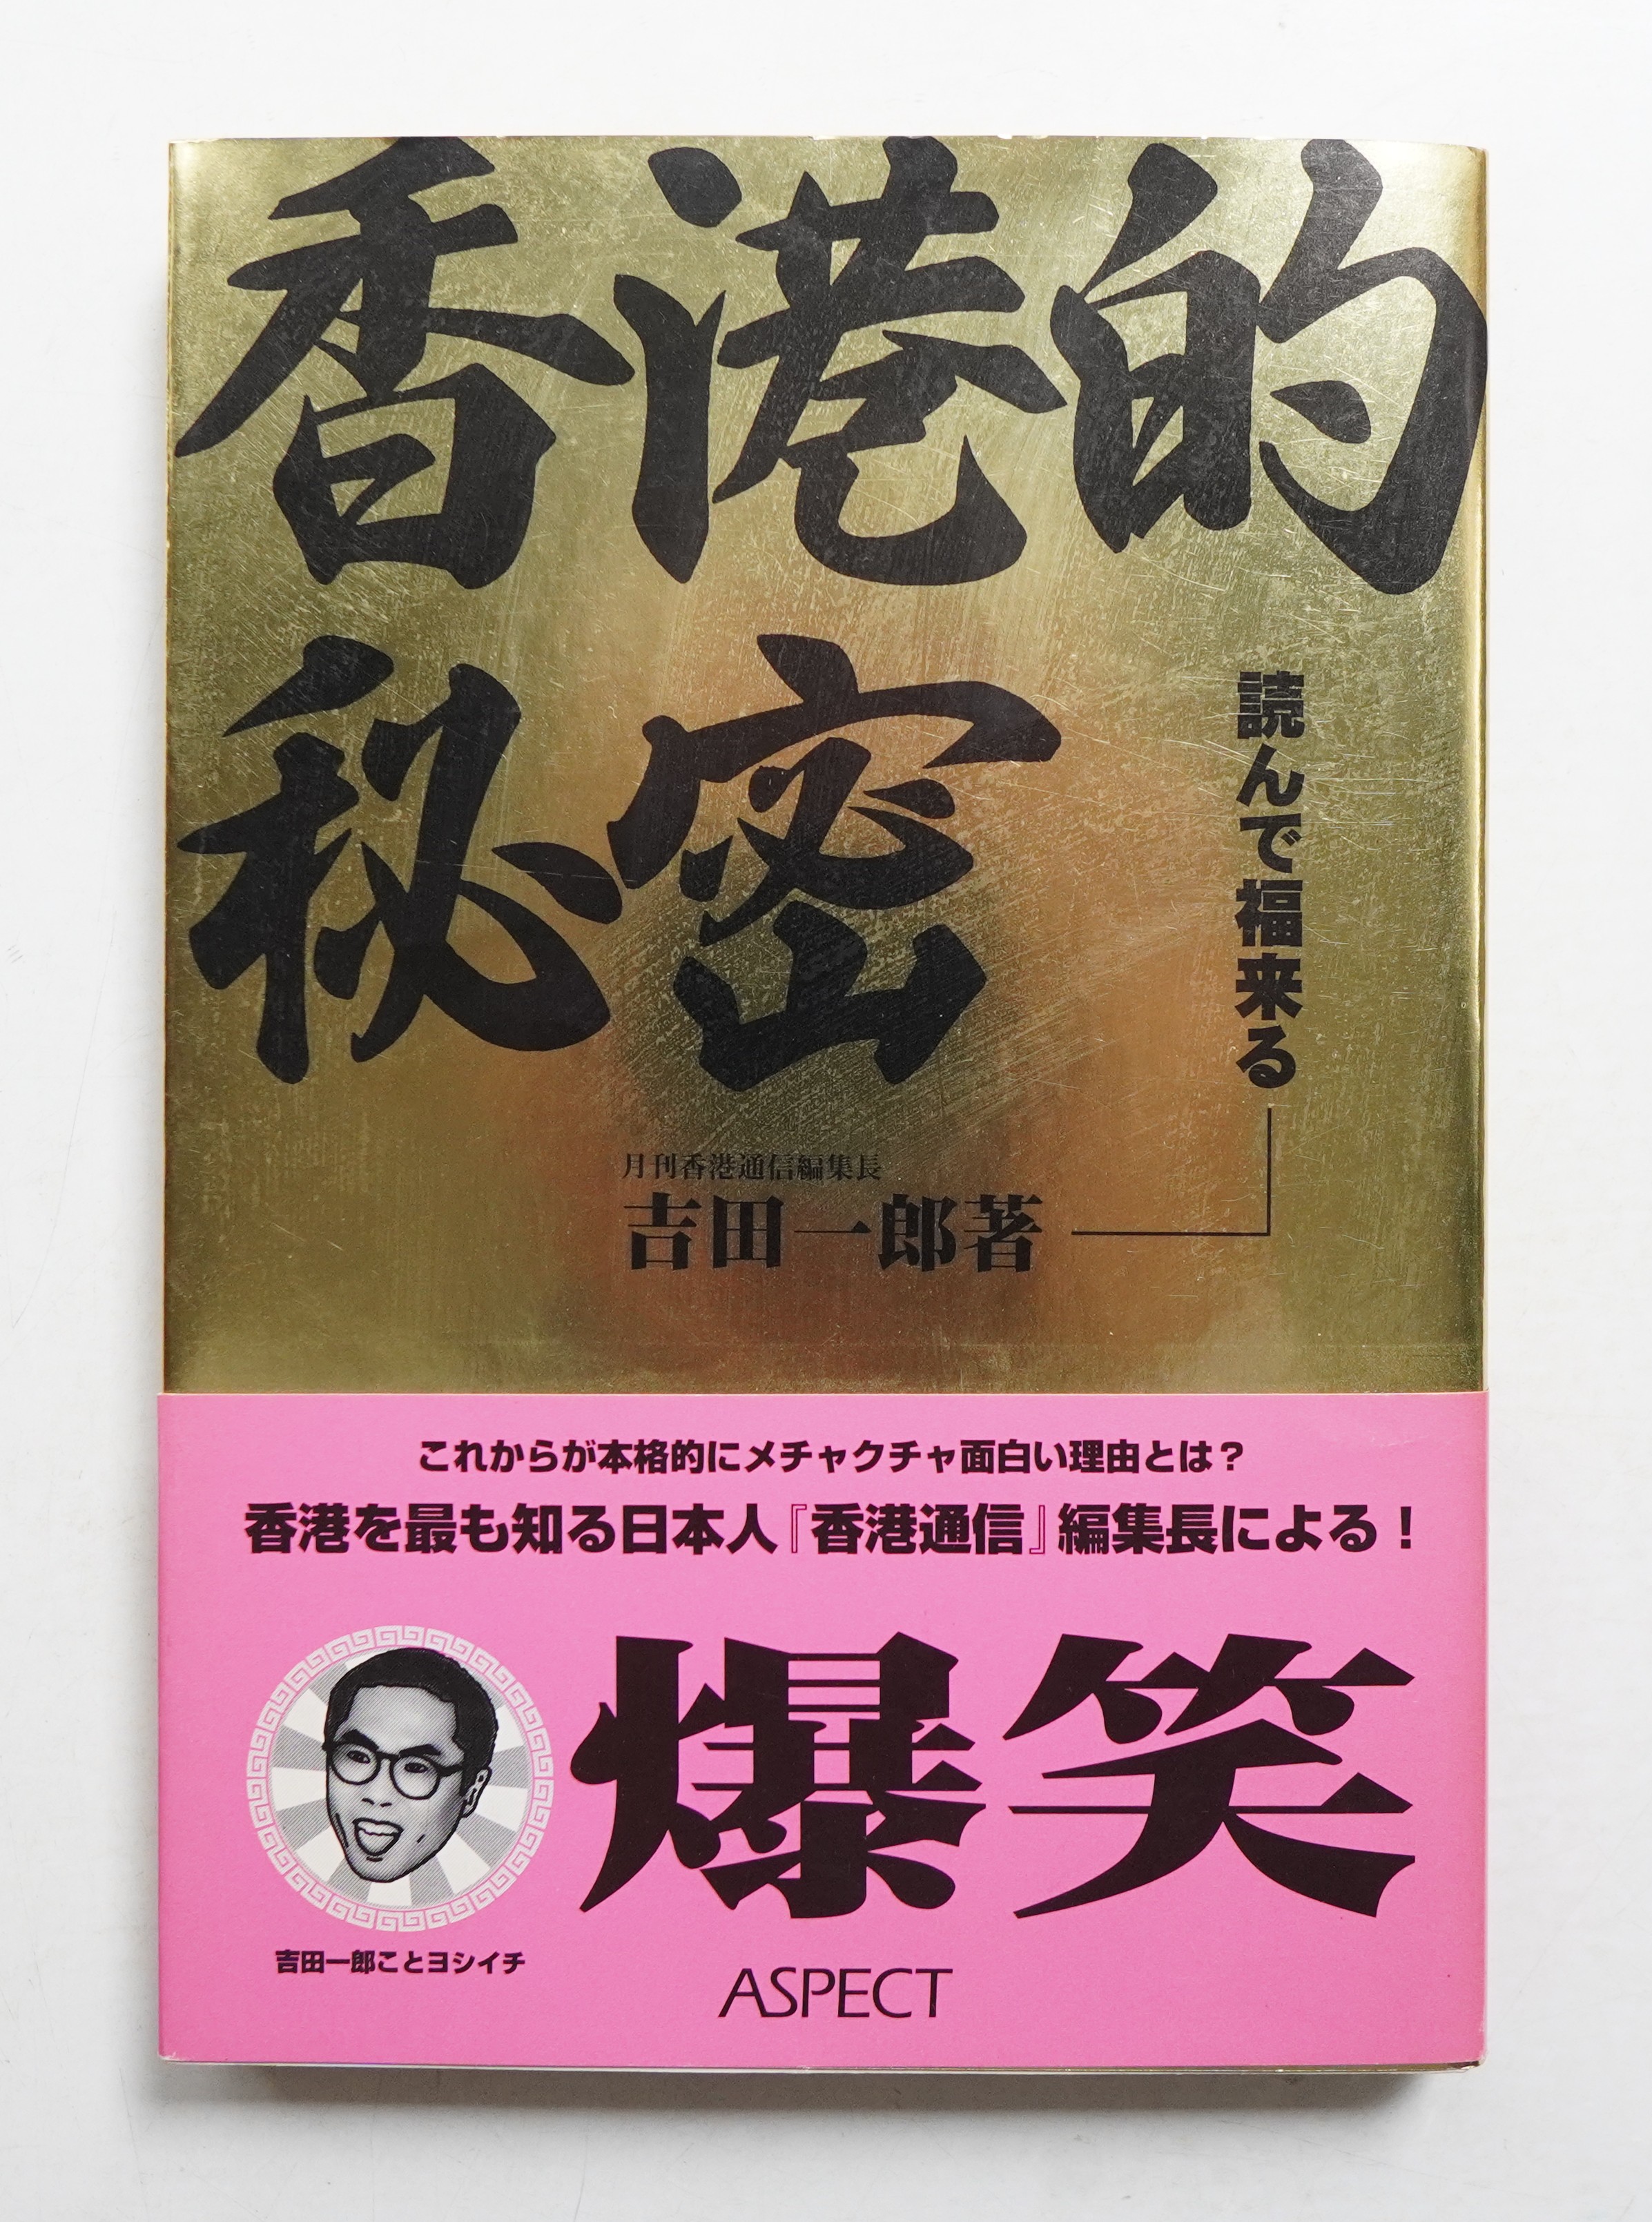 香港的
秘密
読んで福来る
月刊香港通信編集長
吉田一郎著
これからが本格的にメチャクチャ面白い理由とは？
香港を最も知る日本人『香港通信』編集長による！
爆笑
吉田一郎ことヨシイチ
ASPECT